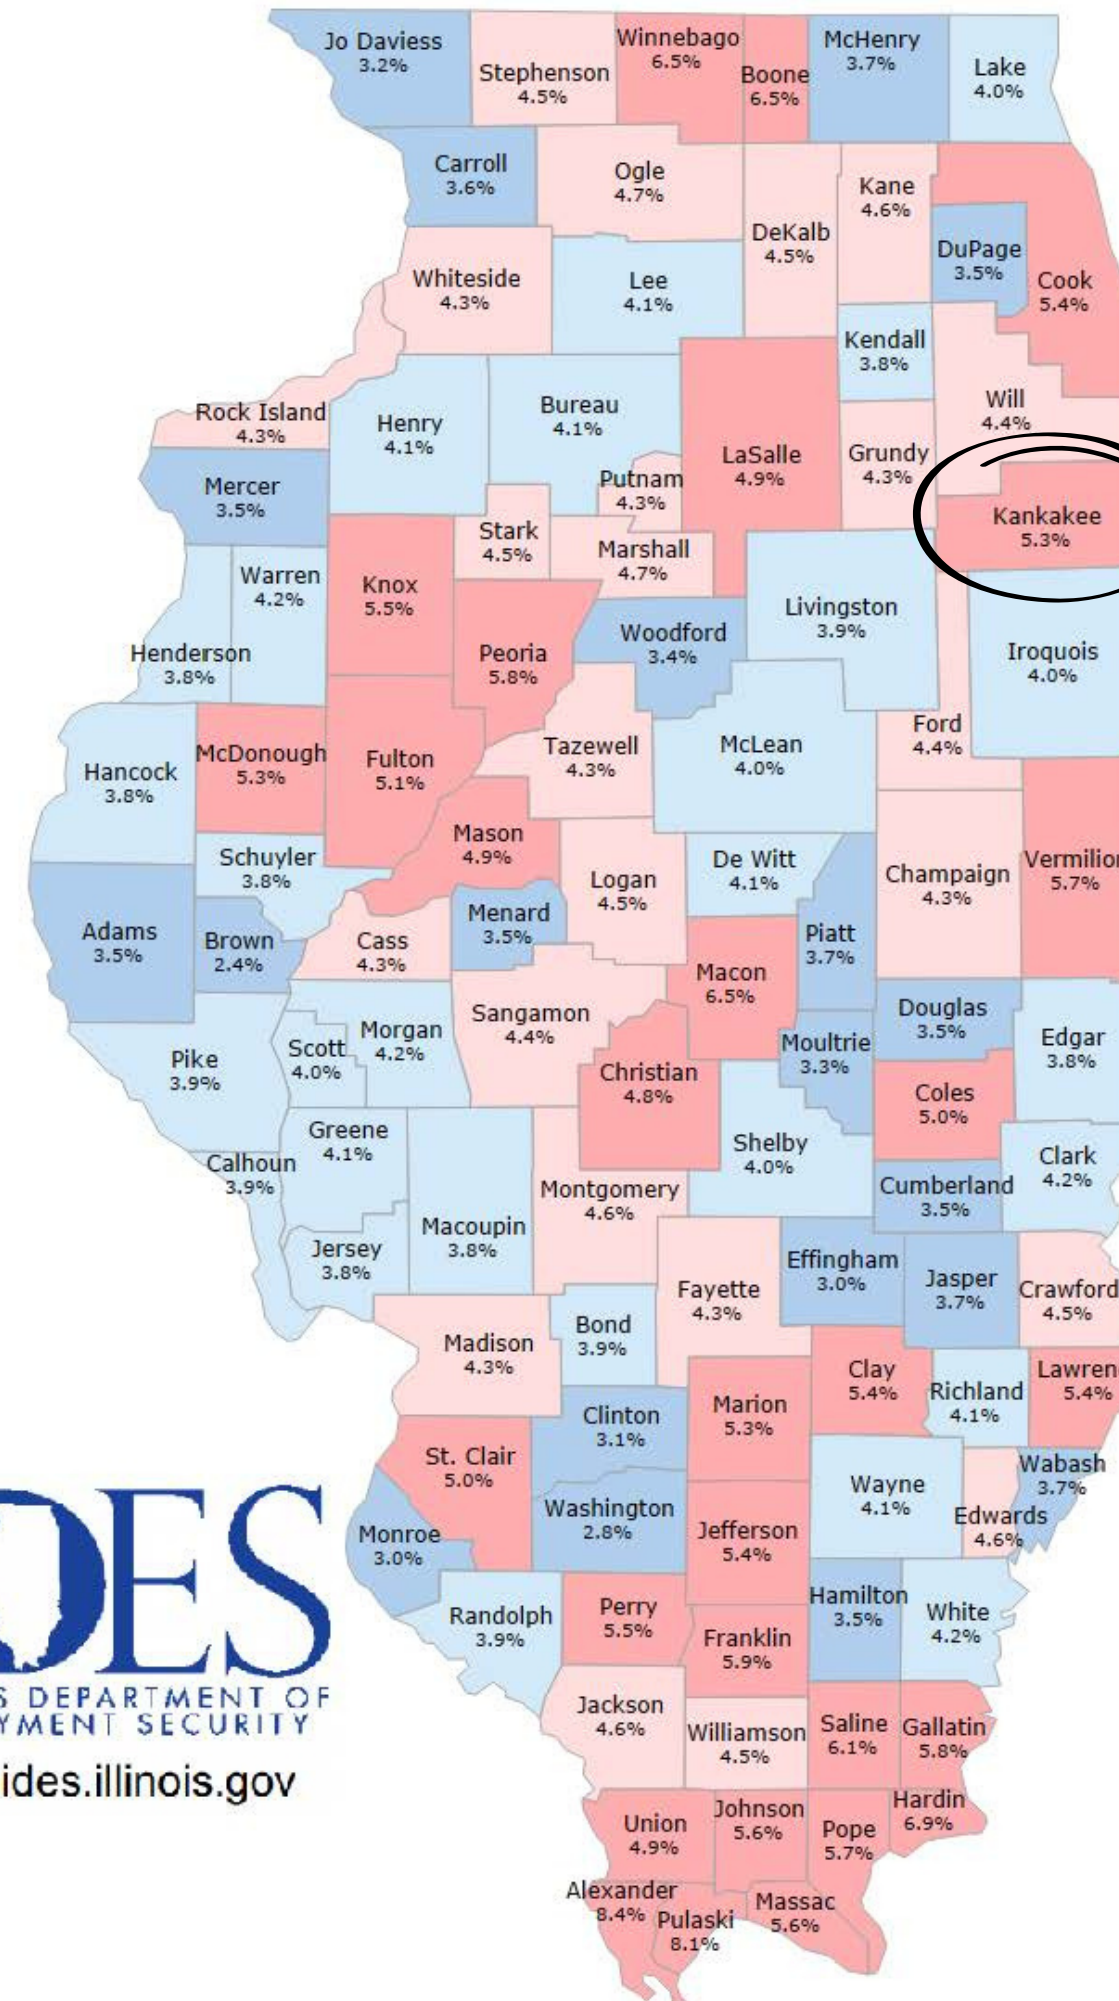 Jo Daviess
3.2%
Stephenson
4.5%
Winnebago
6.5%
Boone
6.5%
McHenry
3.7%
Lake
4.0%
Carroll
3.6%
Ogle
4.7%
DeKalb
4.5%
Kane
4.6%
DuPage
3.5%
Cook
5.4%
Whiteside
4.3%
Lee
4.1%
Kendall
3.8%
Will
4.4%
Rock Island
4.3%
Henry
4.1%
Bureau
4.1%
LaSalle
4.9%
Grundy
4.3%
Putnam
4.3%
Mercer
3.5%
Kankakee
5.3%
Stark
4.5%
Marshall
4.7%
Warren
4.2%
Knox
5.5%
Livingston
3.9%
Woodford
3.4%
Henderson
3.8%
Peoria
5.8%
Iroquois
4.0%
Ford
4.4%
McDonough
5.3%
Fulton
5.1%
Tazewell
4.3%
McLean
4.0%
Hancock
3.8%
Mason
4.9%
Schuyler
3.8%
De Witt
4.1%
Champaign
4.3%
Vermilion
5.7%
Logan
4.5%
Menard
3.5%
Adams
3.5%
Brown
2.4%
Cass
4.3%
Piatt
3.7%
Macon
6.5%
Sangamon
4.4%
Douglas
3.5%
Morgan
4.2%
Edgar
3.8%
Scott
4.0%
Moultrie
3.3%
Pike
3.9%
Christian
4.8%
Coles
5.0%
Greene
4.1%
Shelby
4.0%
Clark
4.2%
Calhoun
3.9%
Montgomery
4.6%
Cumberland
3.5%
Macoupin
3.8%
Jersey
3.8%
Effingham
3.0%
Jasper
3.7%
Fayette
4.3%
Crawford
4.5%
Bond
3.9%
Madison
4.3%
Clay
5.4%
Richland
4.1%
Lawren
5.4%
Marion
5.3%
Clinton
3.1%
St. Clair
5.0%
Wabash
3.7%
Wayne
4.1%
Washington
2.8%
Edwards
4.6%
Monroe
3.0%
Jefferson
5.4%
Hamilton
3.5%
White
4.2%
Randolph
3.9%
Perry
5.5%
Franklin
5.9%
Jackson
4.6%
Williamson
4.5%
Saline
6.1%
Gallatin
5.8%
Hardin
6.9%
Union
4.9%
Johnson
5.6%
Pope
5.7%
Alexander
8.4%
Pulaski
8.1%
Massac
5.6%
DES
S DEPARTMENT OF
YMENT SECURITY
ides.illinois.gov